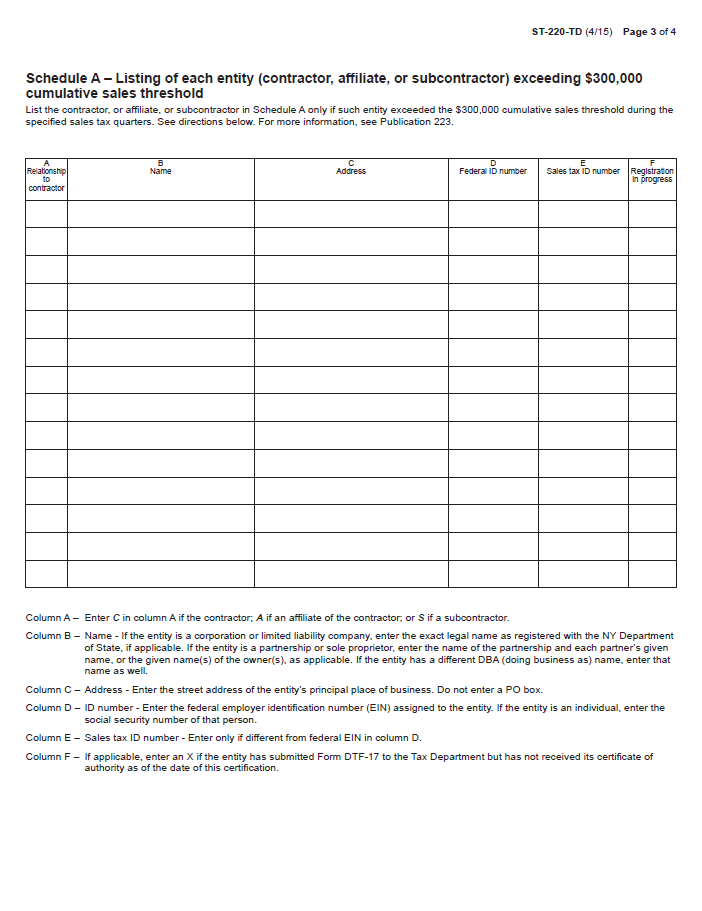 ST-220-TD (4/15) Page 3 of 4
Schedule A – Listing of each entity (contractor, affiliate, or subcontractor) exceeding $300,000
cumulative sales threshold
List the contractor, or affiliate, or subcontractor in Schedule A only if such entity exceeded the $300,000 cumulative sales threshold during the
specified sales tax quarters. See directions below. For more information, see Publication 223.
A
Relationship
to
contractor
B
Name
C
Address
D
Federal ID number
E
Sales tax ID number
F
Registration
in progress
Column A – Enter C in column A if the contractor; A if an affiliate of the contractor; or S if a subcontractor.
Column B – Name - If the entity is a corporation or limited liability company, enter the exact legal name as registered with the NY Department
of State, if applicable. If the entity is a partnership or sole proprietor, enter the name of the partnership and each partner's given
name, or the given name(s) of the owner(s), as applicable. If the entity has a different DBA (doing business as) name, enter that
name as well.
Column C – Address - Enter the street address of the entity's principal place of business. Do not enter a PO box.
Column D – ID number - Enter the federal employer identification number (EIN) assigned to the entity. If the entity is an individual, enter the
social security number of that person.
Column E – Sales tax ID number - Enter only if different from federal EIN in column D.
Column F – If applicable, enter an X if the entity has submitted Form DTF-17 to the Tax Department but has not received its certificate of
authority as of the date of this certification.